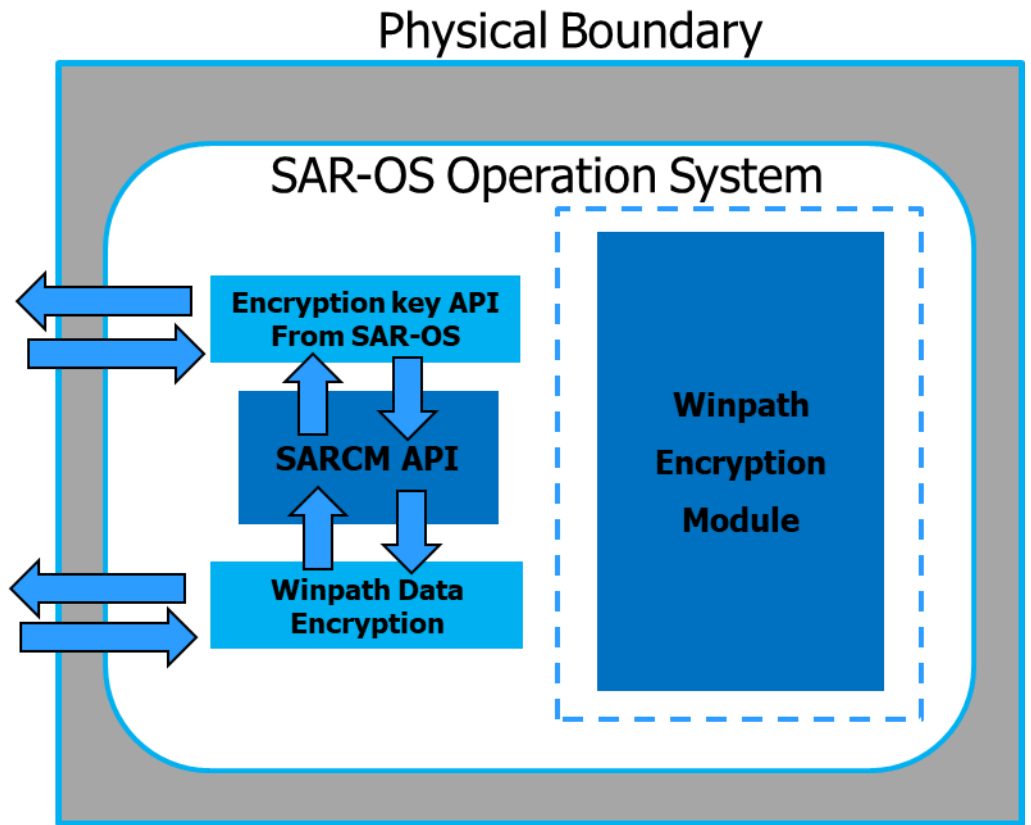 Physical Boundary
SAR-OS Operation System
Encryption key API
From SAR-OS
SARCM API
Winpath Data
Encryption
Winpath
Encryption
Module